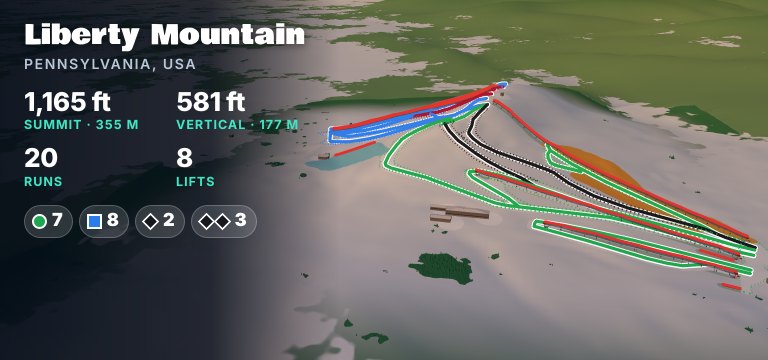 Liberty Mountain
PENNSYLVANIA, USA
1,165 ft 581 ft
SUMMIT · 355 M VERTICAL · 177 M
20 8
RUNS LIFTS
7 8 2 3